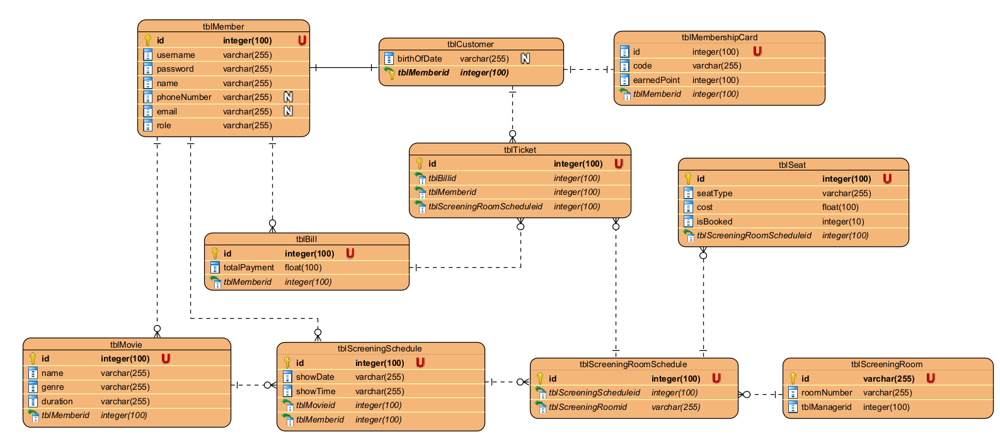 tblMember
id integer(100) U
username varchar(255)
password varchar(255)
name varchar(255)
phoneNumber varchar(255) N
email varchar(255) N
role varchar(255)
tblCustomer
birthOfDate varchar(255) N
tblMemberid integer(100)
tblMembershipCard
id integer(100) U
code varchar(255)
earnedPoint integer(100)
tblMemberid integer(100)
tblTicket
id integer(100) U
tblBillid integer(100)
tblMemberid integer(100)
tblScreeningRoomScheduleid integer(100)
tblSeat
id integer(100) U
seatType varchar(255)
cost float(100)
isBooked integer(10)
tblScreeningRoomScheduleid integer(100)
tblBill
id integer(100) U
totalPayment float(100)
tblMemberid integer(100)
tblMovie
id integer(100) U
name varchar(255)
genre varchar(255)
duration varchar(255)
tblMemberid integer(100)
tblScreeningSchedule
id integer(100) U
showDate varchar(255)
showTime varchar(255)
tblMovieid integer(100)
tblMemberid integer(100)
tblScreeningRoomSchedule
id integer(100) U
tblScreeningScheduleid integer(100)
tblScreeningRoomid varchar(255)
tblScreeningRoom
id varchar(255) U
roomNumber varchar(255)
tblManagerid integer(100)